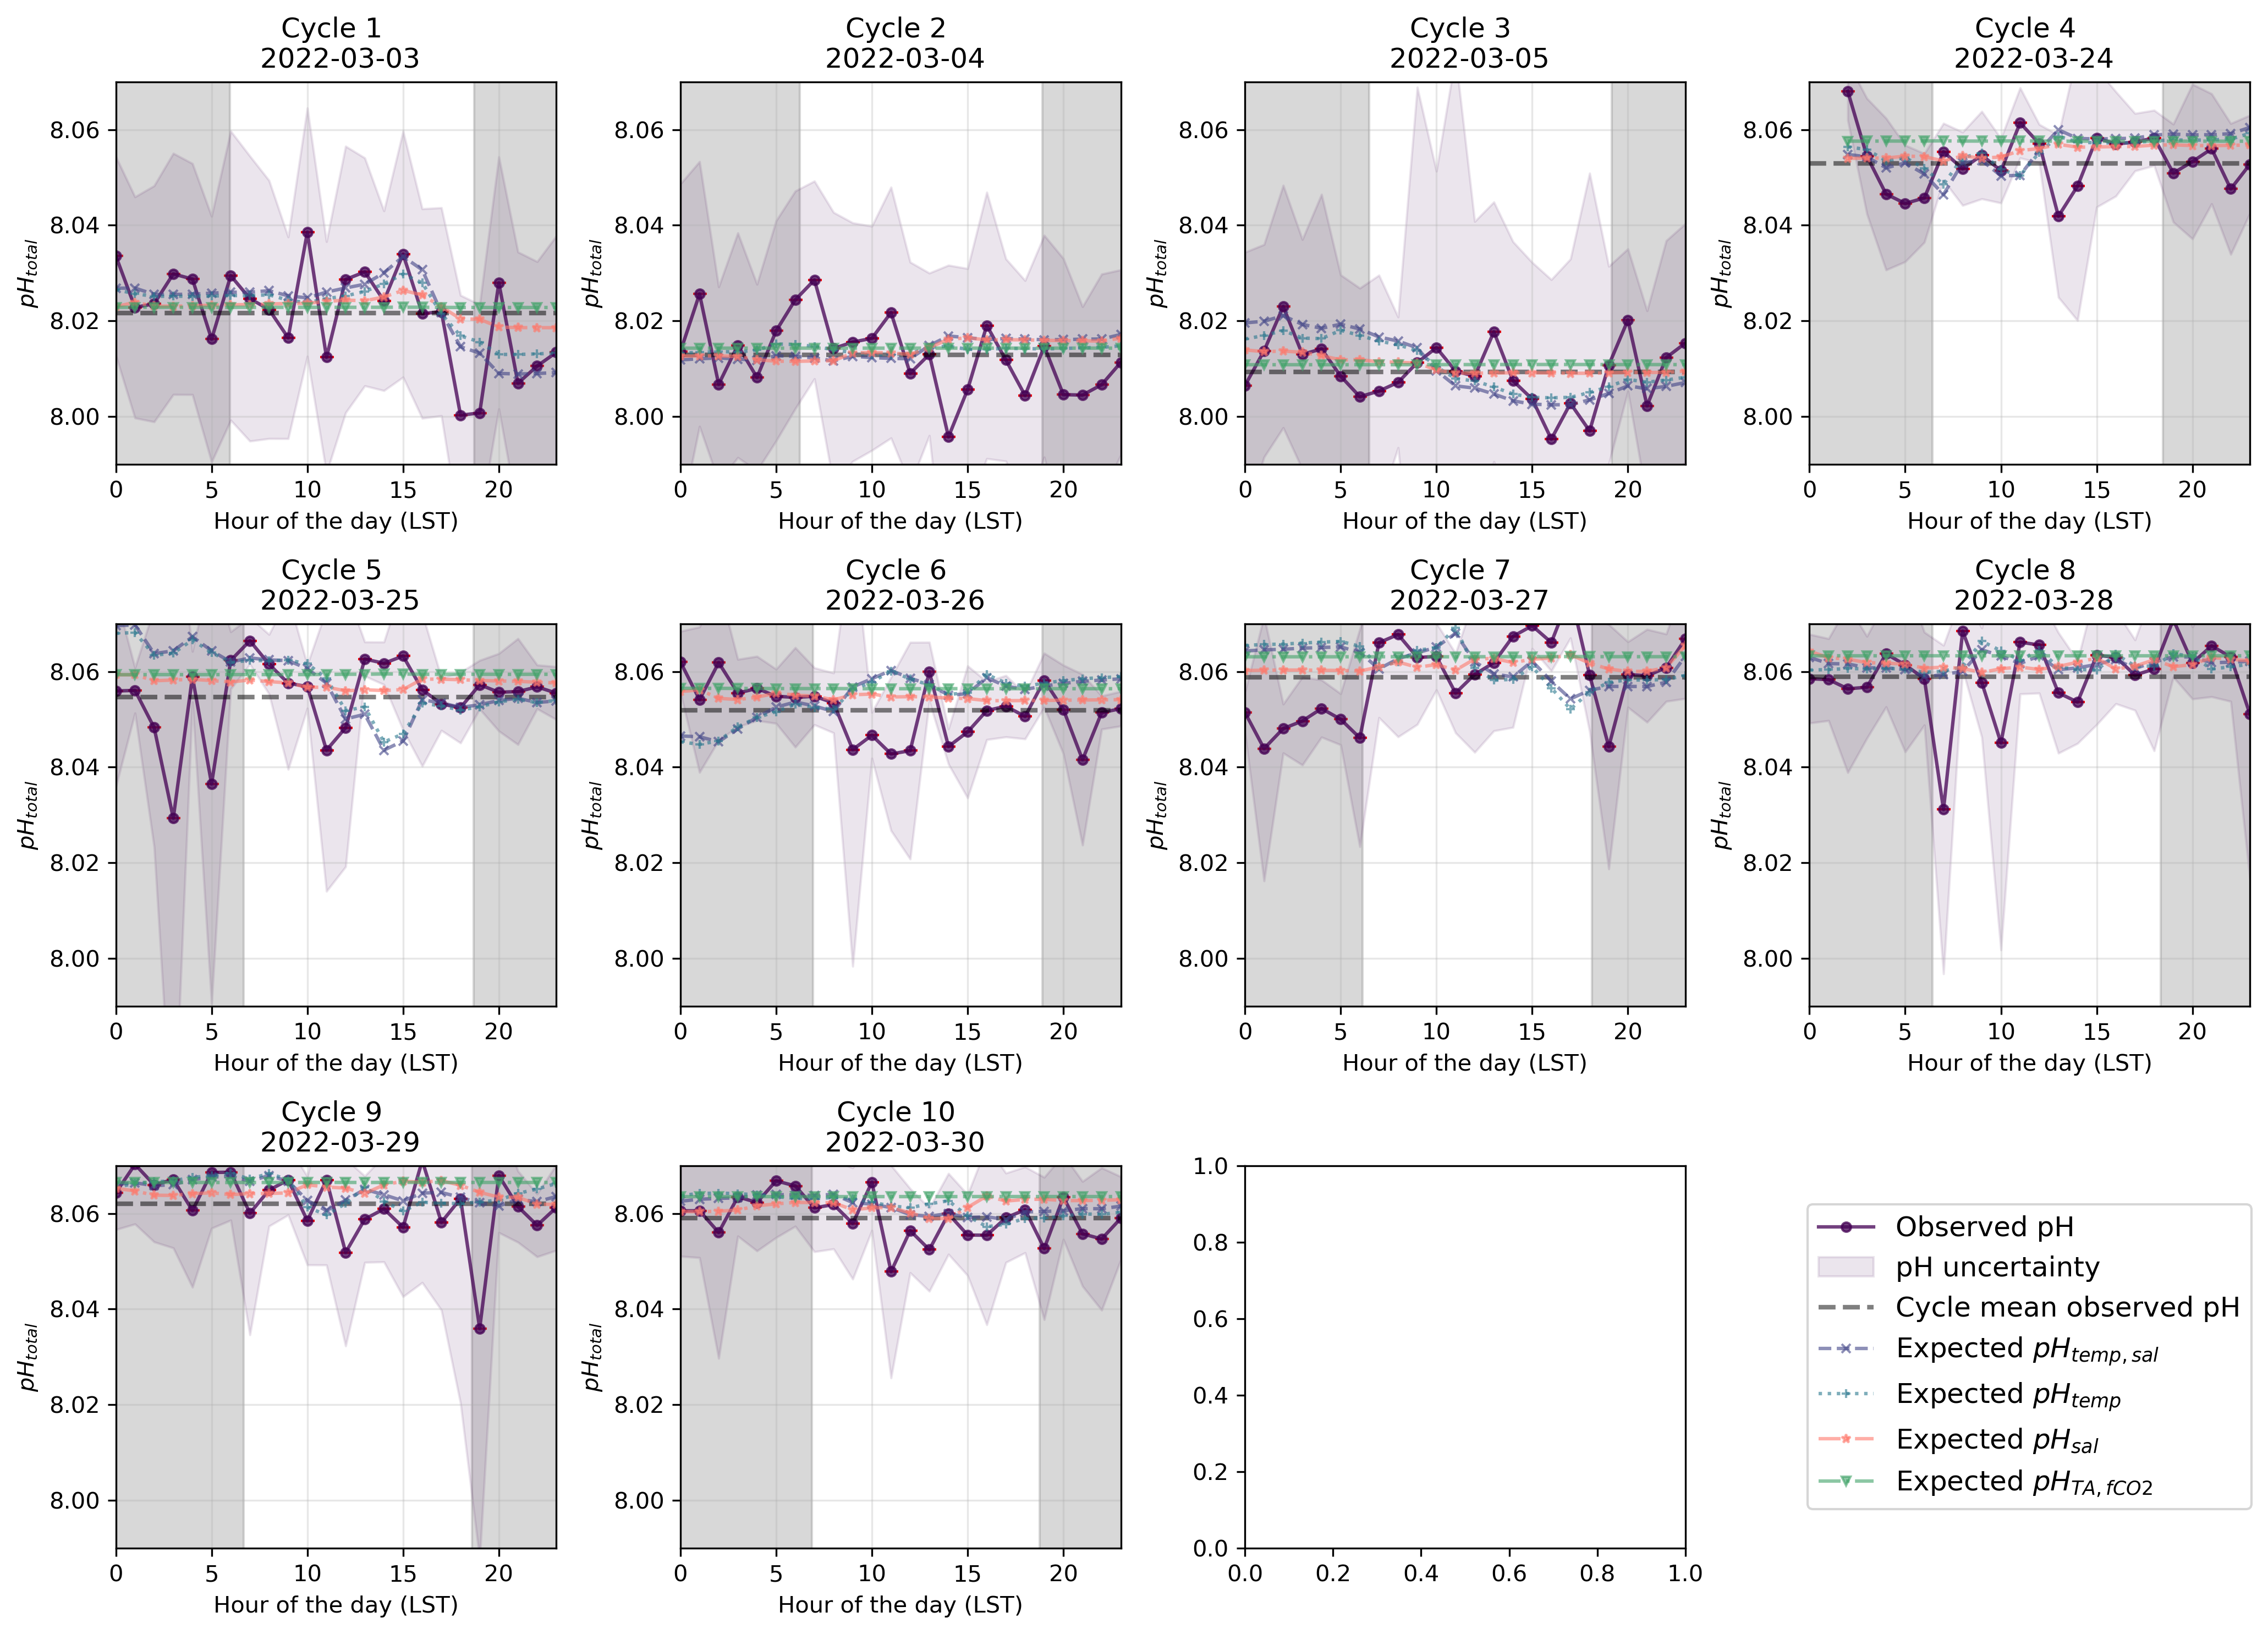 Cycle 1
2022-03-03
Cycle 2
2022-03-04
Cycle 3
2022-03-05
Cycle 4
2022-03-24
8.06
8.04
8.02
8.00
pH_total
0 5 10 15 20
Hour of the day (LST)
8.06
8.04
8.02
8.00
pH_total
0 5 10 15 20
Hour of the day (LST)
8.06
8.04
8.02
8.00
pH_total
0 5 10 15 20
Hour of the day (LST)
8.06
8.04
8.02
8.00
pH_total
0 5 10 15 20
Hour of the day (LST)
Cycle 5
2022-03-25
Cycle 6
2022-03-26
Cycle 7
2022-03-27
Cycle 8
2022-03-28
8.06
8.04
8.02
8.00
pH_total
0 5 10 15 20
Hour of the day (LST)
8.06
8.04
8.02
8.00
pH_total
0 5 10 15 20
Hour of the day (LST)
8.06
8.04
8.02
8.00
pH_total
0 5 10 15 20
Hour of the day (LST)
8.06
8.04
8.02
8.00
pH_total
0 5 10 15 20
Hour of the day (LST)
Cycle 9
2022-03-29
Cycle 10
2022-03-30
8.06
8.04
8.02
8.00
pH_total
0 5 10 15 20
Hour of the day (LST)
8.06
8.04
8.02
8.00
pH_total
0 5 10 15 20
Hour of the day (LST)
1.0
0.8
0.6
0.4
0.2
0.0
0.0 0.2 0.4 0.6 0.8 1.0
Observed pH
pH uncertainty
Cycle mean observed pH
Expected pH_temp, sal
Expected pH_temp
Expected pH_sal
Expected pH_TA, fCO2